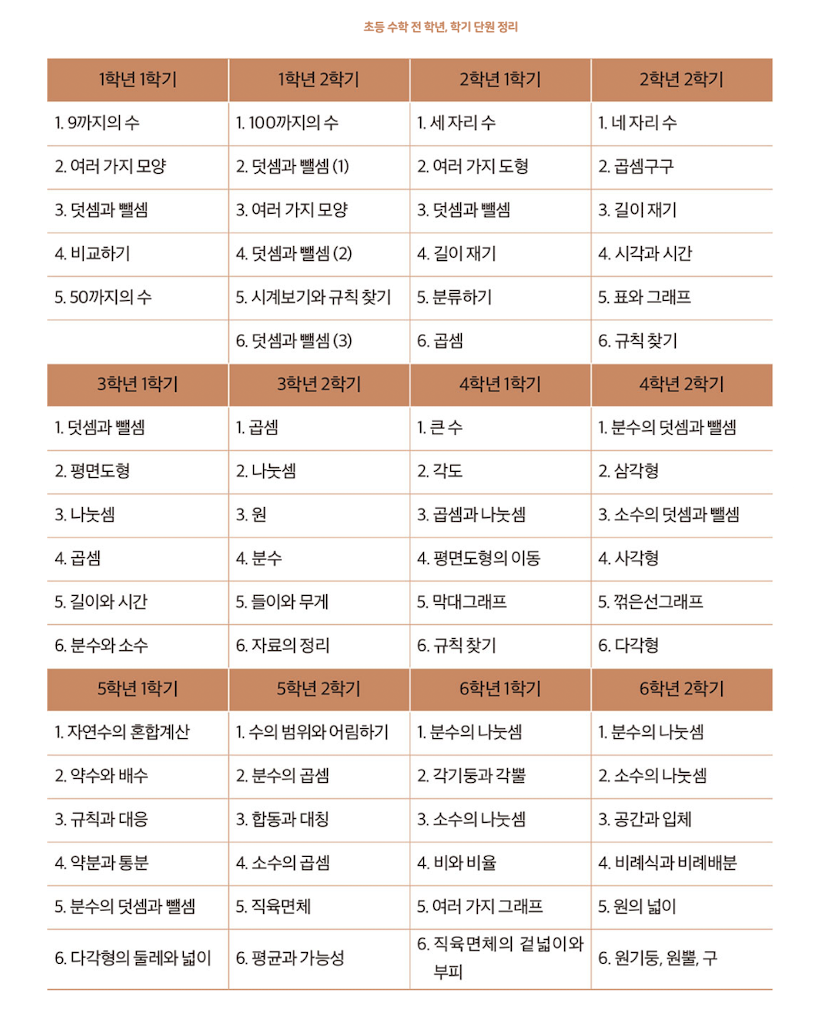 초등 수학 전 학년, 학기 단원 정리
1학년 1학기 1학년 2학기 2학년 1학기 2학년 2학기
1. 9까지의 수 1. 100까지의 수 1. 세 자리 수 1. 네 자리 수
2. 여러 가지 모양 2. 덧셈과 뺄셈 (1) 2. 여러 가지 도형 2. 곱셈구구
3. 덧셈과 뺄셈 3. 여러 가지 모양 3. 덧셈과 뺄셈 3. 길이 재기
4. 비교하기 4. 덧셈과 뺄셈 (2) 4. 길이 재기 4. 시각과 시간
5. 50까지의 수 5. 시계보기와 규칙 찾기 5. 분류하기 5. 표와 그래프
6. 덧셈과 뺄셈 (3) 6. 곱셈 6. 규칙 찾기
3학년 1학기 3학년 2학기 4학년 1학기 4학년 2학기
1. 덧셈과 뺄셈 1. 곱셈 1. 큰 수 1. 분수의 덧셈과 뺄셈
2. 평면도형 2. 나눗셈 2. 각도 2. 삼각형
3. 나눗셈 3. 원 3. 곱셈과 나눗셈 3. 소수의 덧셈과 뺄셈
4. 곱셈 4. 분수 4. 평면도형의 이동 4. 사각형
5. 길이와 시간 5. 들이와 무게 5. 막대그래프 5. 꺾은선그래프
6. 분수와 소수 6. 자료의 정리 6. 규칙 찾기 6. 다각형
5학년 1학기 5학년 2학기 6학년 1학기 6학년 2학기
1. 자연수의 혼합계산 1. 수의 범위와 어림하기 1. 분수의 나눗셈 1. 분수의 나눗셈
2. 약수와 배수 2. 분수의 곱셈 2. 각기둥과 각뿔 2. 소수의 나눗셈
3. 규칙과 대응 3. 합동과 대칭 3. 소수의 나눗셈 3. 공간과 입체
4. 약분과 통분 4. 소수의 곱셈 4. 비와 비율 4. 비례식과 비례배분
5. 분수의 덧셈과 뺄셈 5. 직육면체 5. 여러 가지 그래프 5. 원의 넓이
6. 다각형의 둘레와 넓이 6. 평균과 가능성 6. 직육면체의 겉넓이와 6. 원기둥, 원뿔, 구
부피